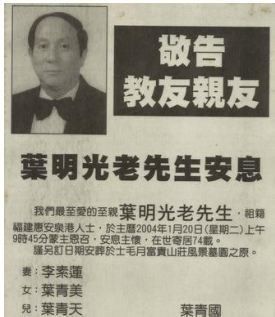 敬告
教友親友
葉明光老先生安息
我們最至愛的至親葉明光老先生，祖籍
福建惠安泉港人士，於主曆2004年1月20日(星期二)上午
9時45分蒙主恩召，安息主懷，在世寄居74載。
謹另訂日期安葬於士毛月富貴山莊風景墓園之原。
妻：李素蓮
女：葉青美
兒：葉青天 葉青國